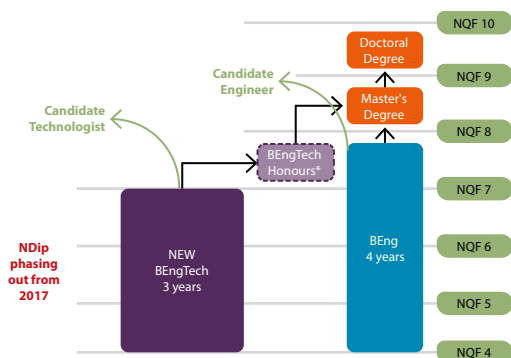 NQF 10
Doctoral
Degree
NQF 9
Candidate
Engineer
Master's
Degree
Candidate
Technologist
NQF 8
BEngTech
Honours*
NQF 7
NDip
phasing
out from
2017
NEW
BEngTech
3 years
BEng
4 years
NQF 6
NQF 5
NQF 4